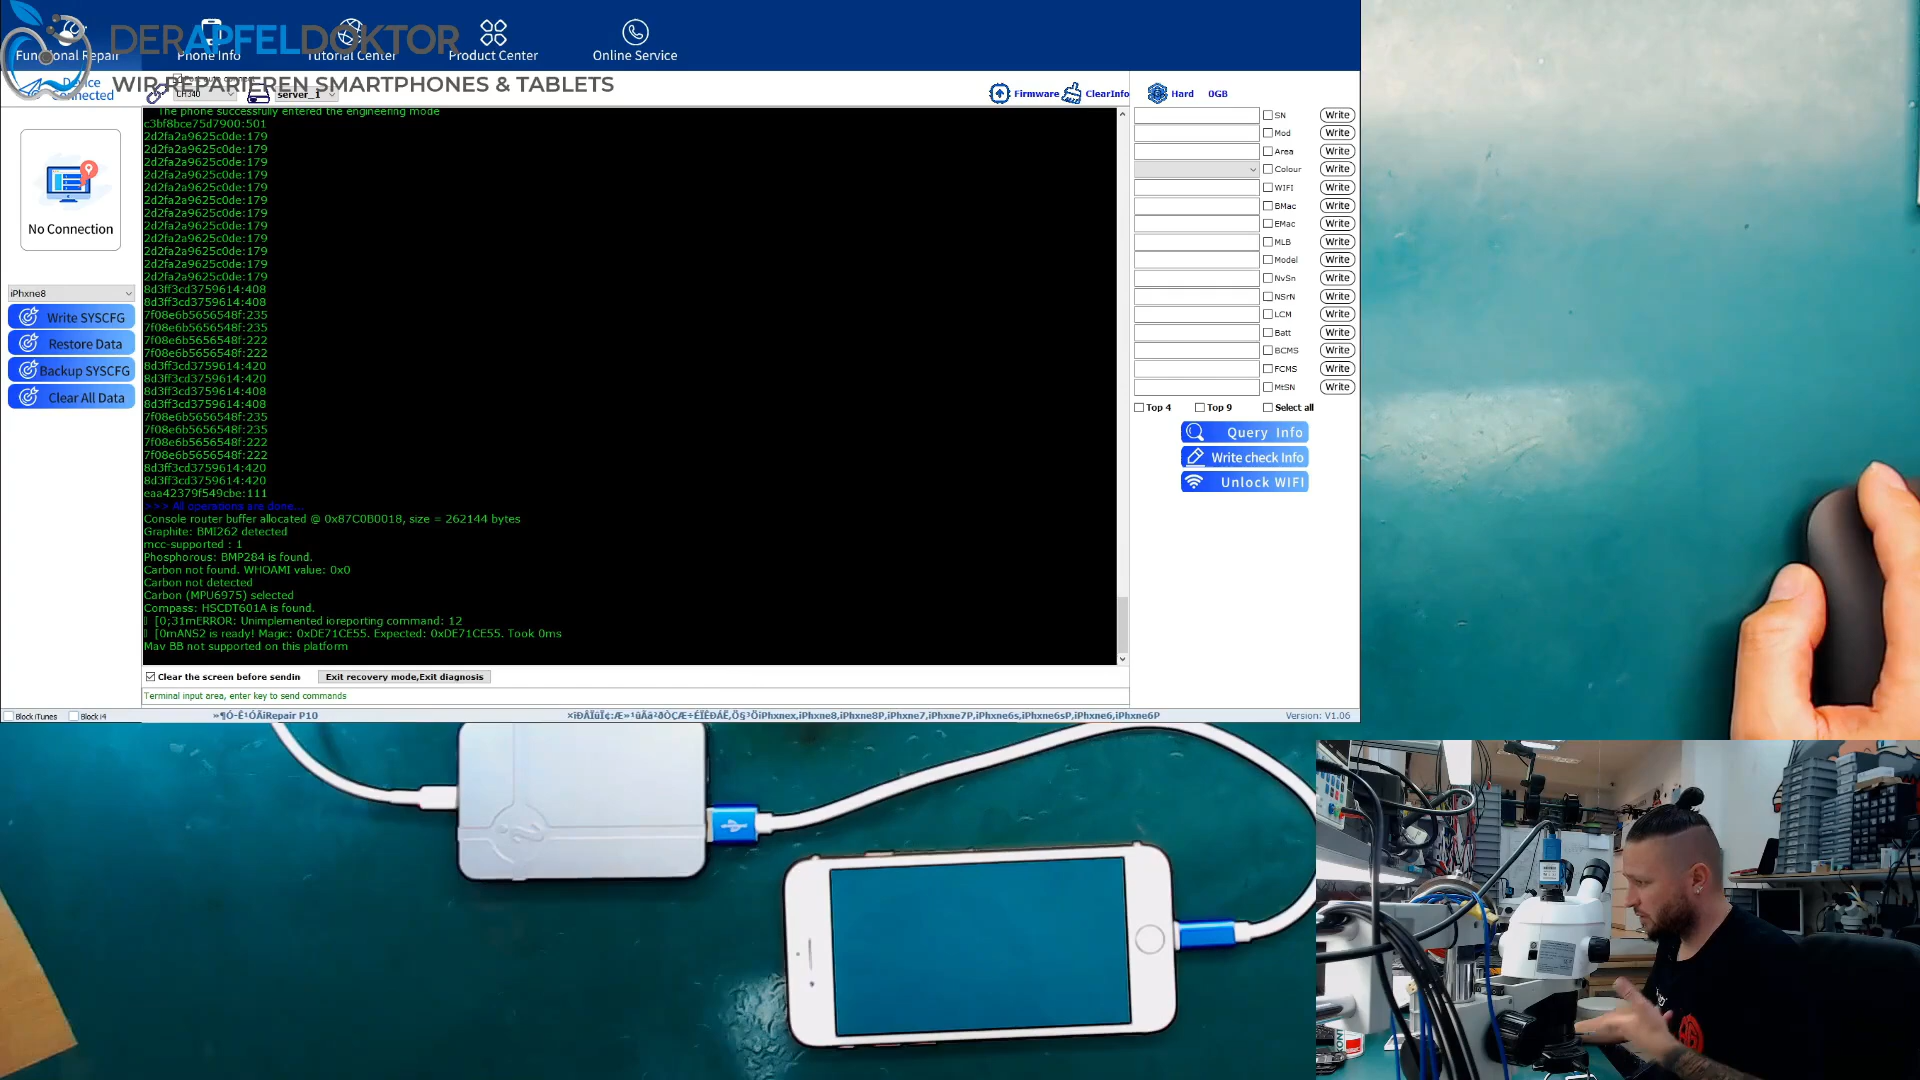 DERAPFELDOKTOR
WIR REPARIEREN SMARTPHONES & TABLETS
Functional Repair
Phone Info
Tutorial Center
Product Center
Online Service
Device
Connected
CH340
server_1
Firmware
ClearInfo
Hard
0GB
The phone successfully entered the engineering mode
c3bf8bce75d7900:501
2d2fa2a9625c0de:179
2d2fa2a9625c0de:179
2d2fa2a9625c0de:179
2d2fa2a9625c0de:179
2d2fa2a9625c0de:179
2d2fa2a9625c0de:179
2d2fa2a9625c0de:179
2d2fa2a9625c0de:179
2d2fa2a9625c0de:179
2d2fa2a9625c0de:179
2d2fa2a9625c0de:179
2d2fa2a9625c0de:179
8d3ff3cd3759614:408
8d3ff3cd3759614:408
7f08e6b5656548f:235
7f08e6b5656548f:235
7f08e6b5656548f:222
7f08e6b5656548f:222
8d3ff3cd3759614:420
8d3ff3cd3759614:420
8d3ff3cd3759614:408
8d3ff3cd3759614:408
7f08e6b5656548f:235
7f08e6b5656548f:235
7f08e6b5656548f:222
7f08e6b5656548f:222
8d3ff3cd3759614:420
8d3ff3cd3759614:420
eaa42379f549cbe:111
>>> All operations are done...
Console router buffer allocated @ 0x87C0B0018, size = 262144 bytes
Graphite: BMI262 detected
mcc-supported : 1
Phosphorous: BMP284 is found.
Carbon not found. WHOAMI value: 0x0
Carbon not detected
Carbon (MPU6975) selected
Compass: HSCDT601A is found.
[0;31mERROR: Unimplemented ioreporting command: 12
[0mANS2 is ready! Magic: 0xDE71CE55. Expected: 0xDE71CE55. Took 0ms
Mav BB not supported on this platform
No Connection
iPhxne8
Write SYSCFG
Restore Data
Backup SYSCFG
Clear All Data
SN Write
Mod Write
Area Write
Colour Write
WIFI Write
BMac Write
EMac Write
MLB Write
Model Write
NvSn Write
NSrN Write
LCM Write
Batt Write
BCMS Write
FCMS Write
MtSN Write
Top 4
Top 9
Select all
Query Info
Write check Info
Unlock WIFI
Clear the screen before sendin
Exit recovery mode,Exit diagnosis
Terminal input area, enter key to send commands
Block iTunes
Block i4
»¶Ó-Ê¹ÓÃiRepair P10
iPhxnex,iPhxne8,iPhxne8P,iPhxne7,iPhxne7P,iPhxne6s,iPhxne6sP,iPhxne6,iPhxne6P
Version: V1.06